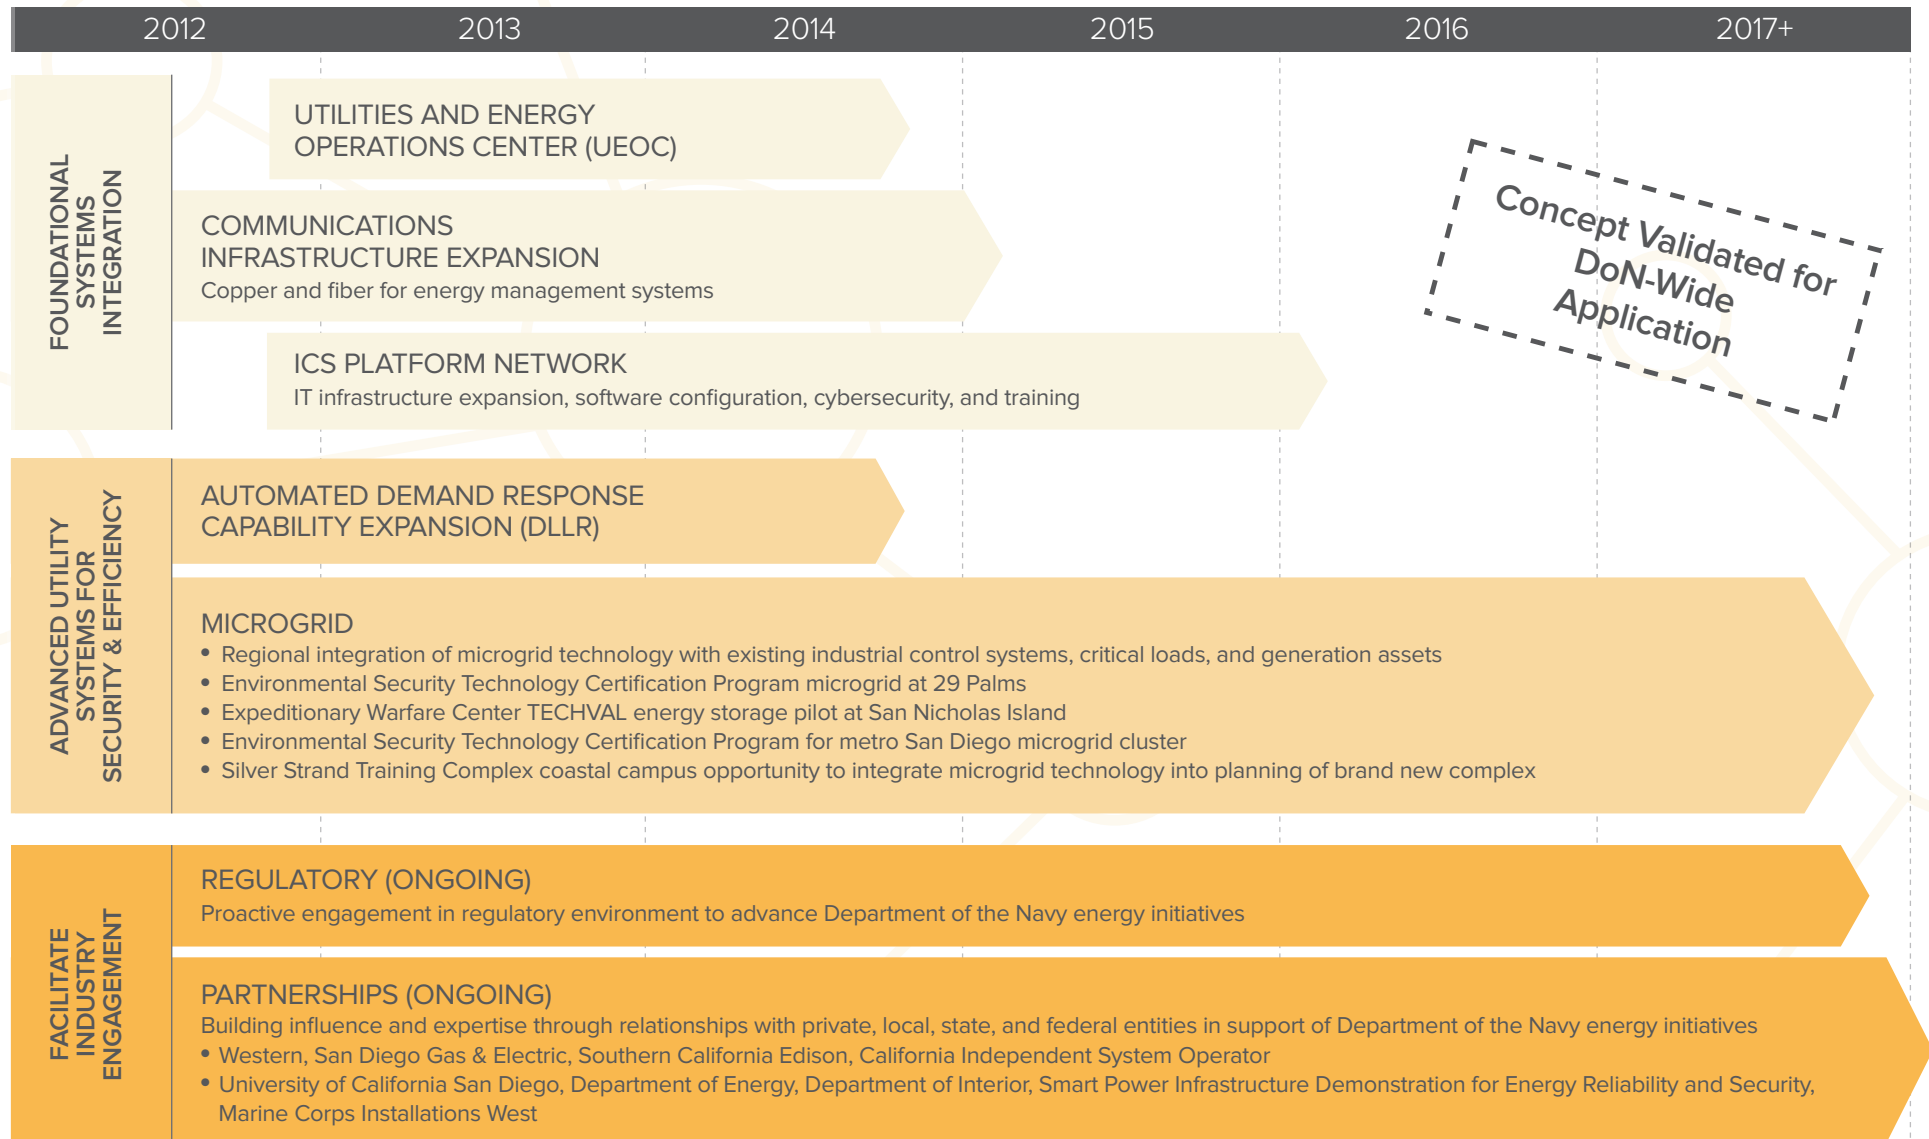 2012 2013 2014 2015 2016 2017+
FOUNDATIONAL
SYSTEMS
INTEGRATION
UTILITIES AND ENERGY
OPERATIONS CENTER (UEOC)
COMMUNICATIONS
INFRASTRUCTURE EXPANSION
Copper and fiber for energy management systems
ICS PLATFORM NETWORK
IT infrastructure expansion, software configuration, cybersecurity, and training
Concept Validated for
DoN-Wide
Application
ADVANCED UTILITY
SYSTEMS FOR
SECURITY & EFFICIENCY
AUTOMATED DEMAND RESPONSE
CAPABILITY EXPANSION (DLLR)
MICROGRID
• Regional integration of microgrid technology with existing industrial control systems, critical loads, and generation assets
• Environmental Security Technology Certification Program microgrid at 29 Palms
• Expeditionary Warfare Center TECHVAL energy storage pilot at San Nicholas Island
• Environmental Security Technology Certification Program for metro San Diego microgrid cluster
• Silver Strand Training Complex coastal campus opportunity to integrate microgrid technology into planning of brand new complex
FACILITATE
INDUSTRY
ENGAGEMENT
REGULATORY (ONGOING)
Proactive engagement in regulatory environment to advance Department of the Navy energy initiatives
PARTNERSHIPS (ONGOING)
Building influence and expertise through relationships with private, local, state, and federal entities in support of Department of the Navy energy initiatives
• Western, San Diego Gas & Electric, Southern California Edison, California Independent System Operator
• University of California San Diego, Department of Energy, Department of Interior, Smart Power Infrastructure Demonstration for Energy Reliability and Security,
Marine Corps Installations West